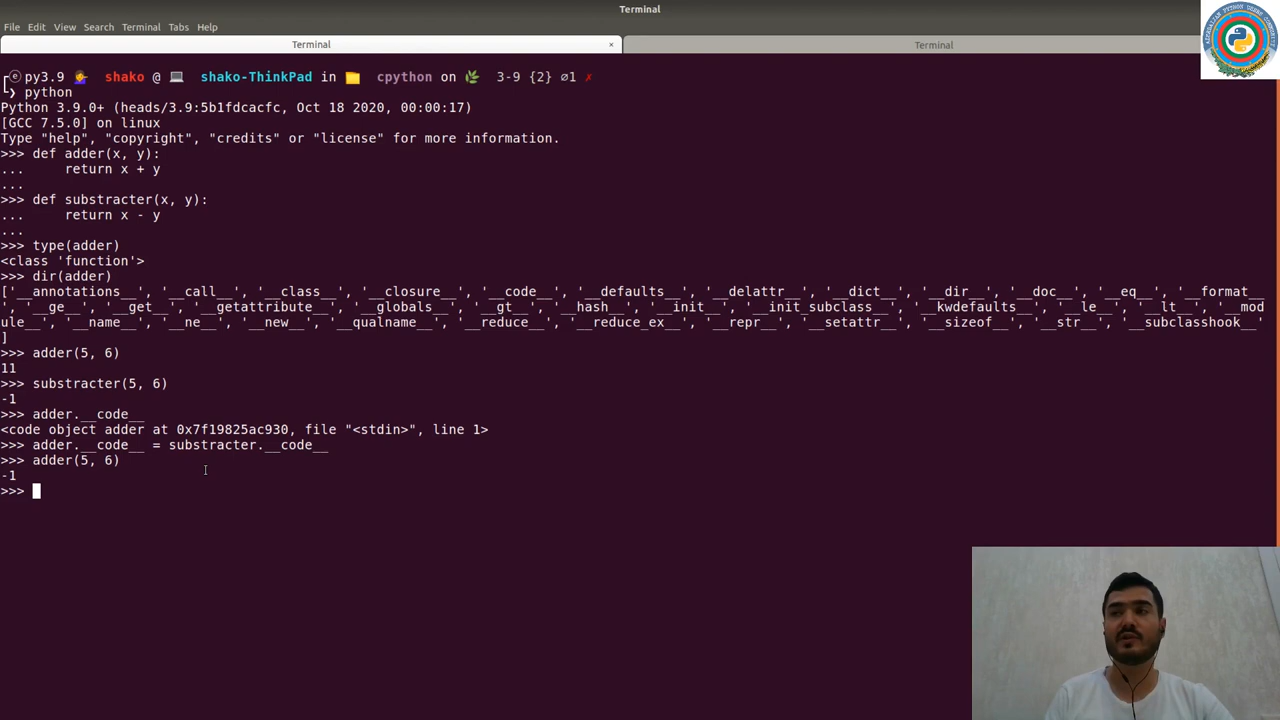 Terminal
File Edit View Search Terminal Tabs Help
Terminal × Terminal
AZERBAIJAN PYTHON USERS COMMUNITY
py3.9 shako @ shako-ThinkPad in cpython on 3-9 {2} ∅1 ✗
❯ python
Python 3.9.0+ (heads/3.9:5b1fdcacfc, Oct 18 2020, 00:00:17)
[GCC 7.5.0] on linux
Type "help", "copyright", "credits" or "license" for more information.
>>> def adder(x, y):
...     return x + y
...
>>> def substracter(x, y):
...     return x - y
...
>>> type(adder)
<class 'function'>
>>> dir(adder)
['__annotations__', '__call__', '__class__', '__closure__', '__code__', '__defaults__', '__delattr__', '__dict__', '__dir__', '__doc__', '__eq__', '__format__
', '__ge__', '__get__', '__getattribute__', '__globals__', '__gt__', '__hash__', '__init__', '__init_subclass__', '__kwdefaults__', '__le__', '__lt__', '__mod
ule__', '__name__', '__ne__', '__new__', '__qualname__', '__reduce__', '__reduce_ex__', '__repr__', '__setattr__', '__sizeof__', '__str__', '__subclasshook__'
]
>>> adder(5, 6)
11
>>> substracter(5, 6)
-1
>>> adder.__code__
<code object adder at 0x7f19825ac930, file "<stdin>", line 1>
>>> adder.__code__ = substracter.__code__
>>> adder(5, 6)
-1
>>>